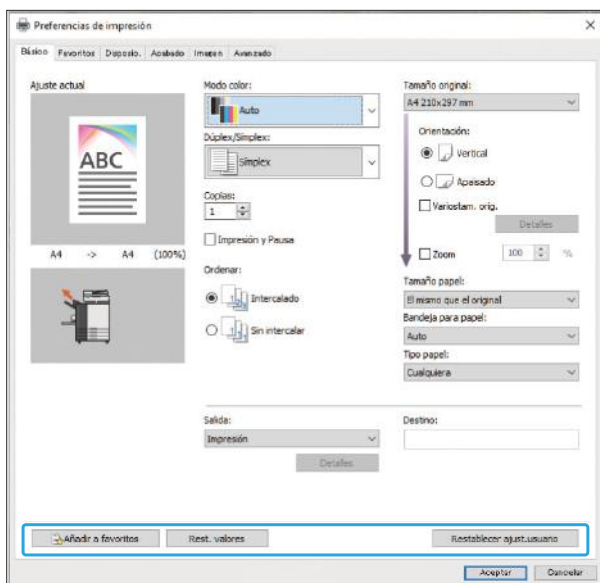 Preferencias de impresión
Básico Favoritos Disposic. Acabado Imagen Avanzado
Ajuste actual
ABC
A4 -> A4 (100%)
Modo color:
Auto
Dúplex/Símplex:
Símplex
Copias:
1
Impresión y Pausa
Ordenar:
Intercalado
Sin intercalar
Tamaño original:
A4 210x297 mm
Orientación:
Vertical
Apaisado
Variostam. orig.
Detalles
Zoom 100 %
Tamaño papel:
El mismo que el original
Bandeja para papel:
Auto
Tipo papel:
Cualquiera
Salida:
Impresión
Detalles
Destino:
Añadir a favoritos Rest. valores Restablecer ajust.usuario
Aceptar Cancelar